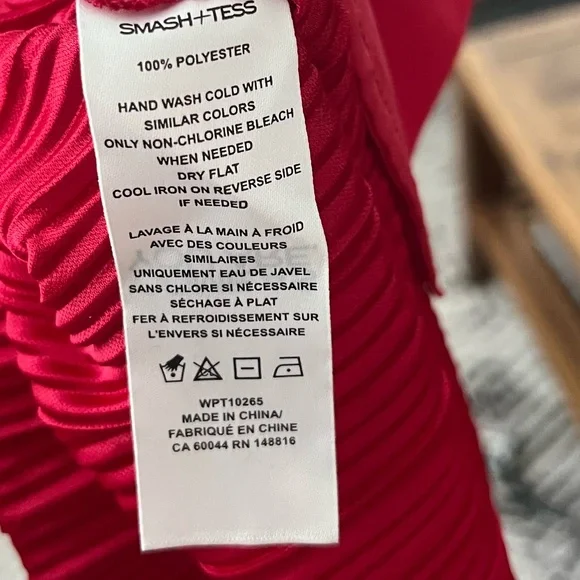 SMASH+TESS
100% POLYESTER
HAND WASH COLD WITH
SIMILAR COLORS
ONLY NON-CHLORINE BLEACH
WHEN NEEDED
DRY FLAT
COOL IRON ON REVERSE SIDE
IF NEEDED
LAVAGE À LA MAIN À FROID
AVEC DES COULEURS
SIMILAIRES
UNIQUEMENT EAU DE JAVEL
SANS CHLORE SI NÉCESSAIRE
SÉCHAGE À PLAT
FER À REFROIDISSEMENT SUR
L'ENVERS SI NÉCESSAIRE
WPT10265
MADE IN CHINA/
FABRIQUÉ EN CHINE
CA 60044 RN 148816